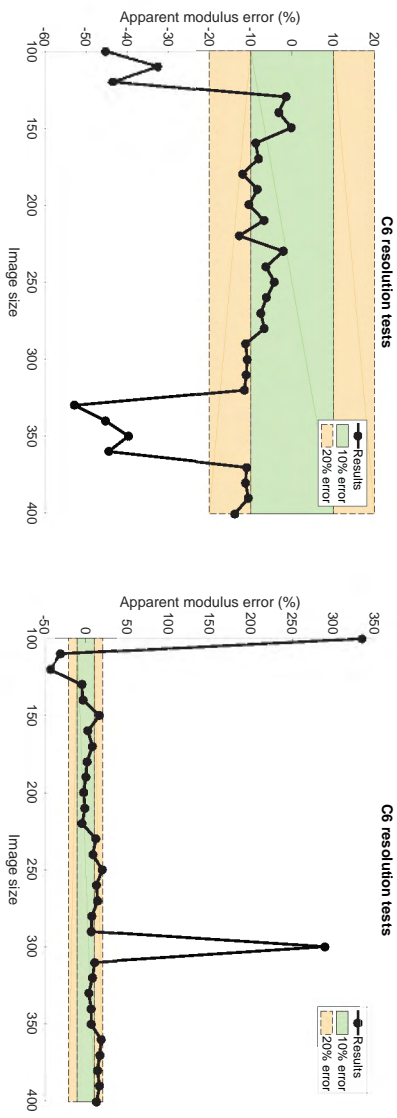 C6 resolution tests
Apparent modulus error (%)
20
10
0
-10
-20
-30
-40
-50
-60
100
150
200
250
300
350
400
Image size
Results
10% error
20% error
C6 resolution tests
Apparent modulus error (%)
350
300
250
200
150
100
50
0
-50
100
150
200
250
300
350
400
Image size
Results
10% error
20% error